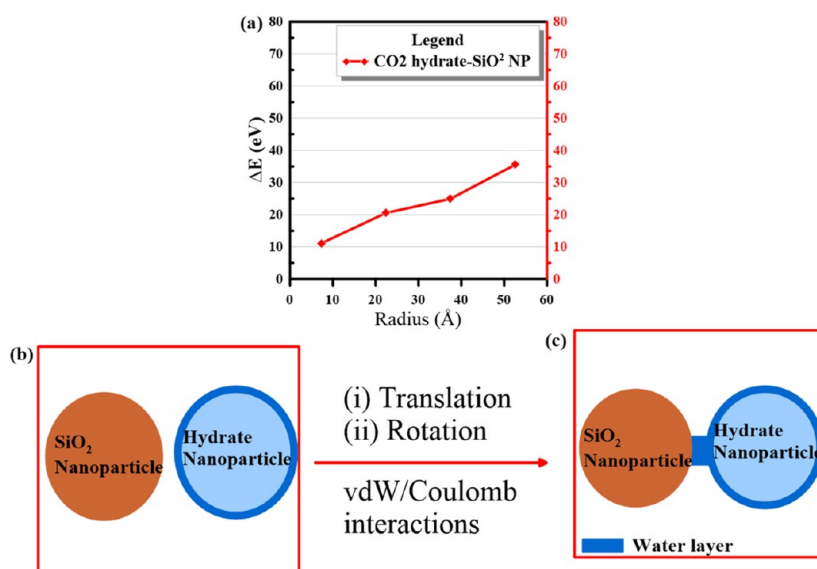 (a)
80
70
60
50
40
30
20
10
0
ΔE (eV)
Legend
CO2 hydrate-SiO² NP
80
70
60
50
40
30
20
10
0
0 10 20 30 40 50 60
Radius (Å)
(b)
SiO₂
Nanoparticle
Hydrate
Nanoparticle
(i) Translation
(ii) Rotation
vdW/Coulomb
interactions
(c)
SiO₂
Nanoparticle
Hydrate
Nanoparticle
Water layer